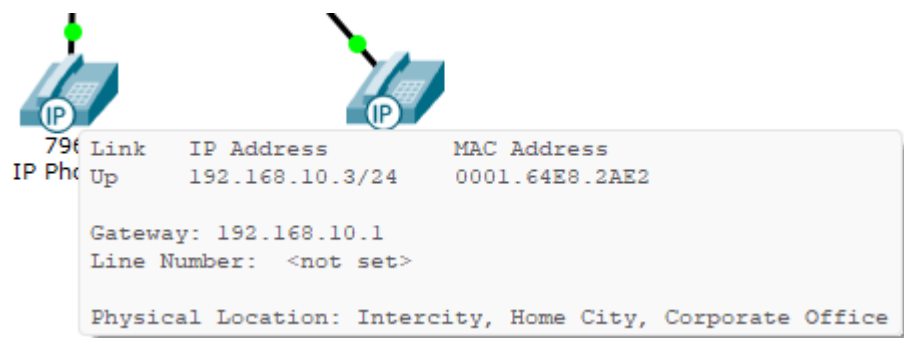 IP
IP
796
IP Pho
Link IP Address MAC Address
Up 192.168.10.3/24 0001.64E8.2AE2
Gateway: 192.168.10.1
Line Number: <not set>
Physical Location: Intercity, Home City, Corporate Office